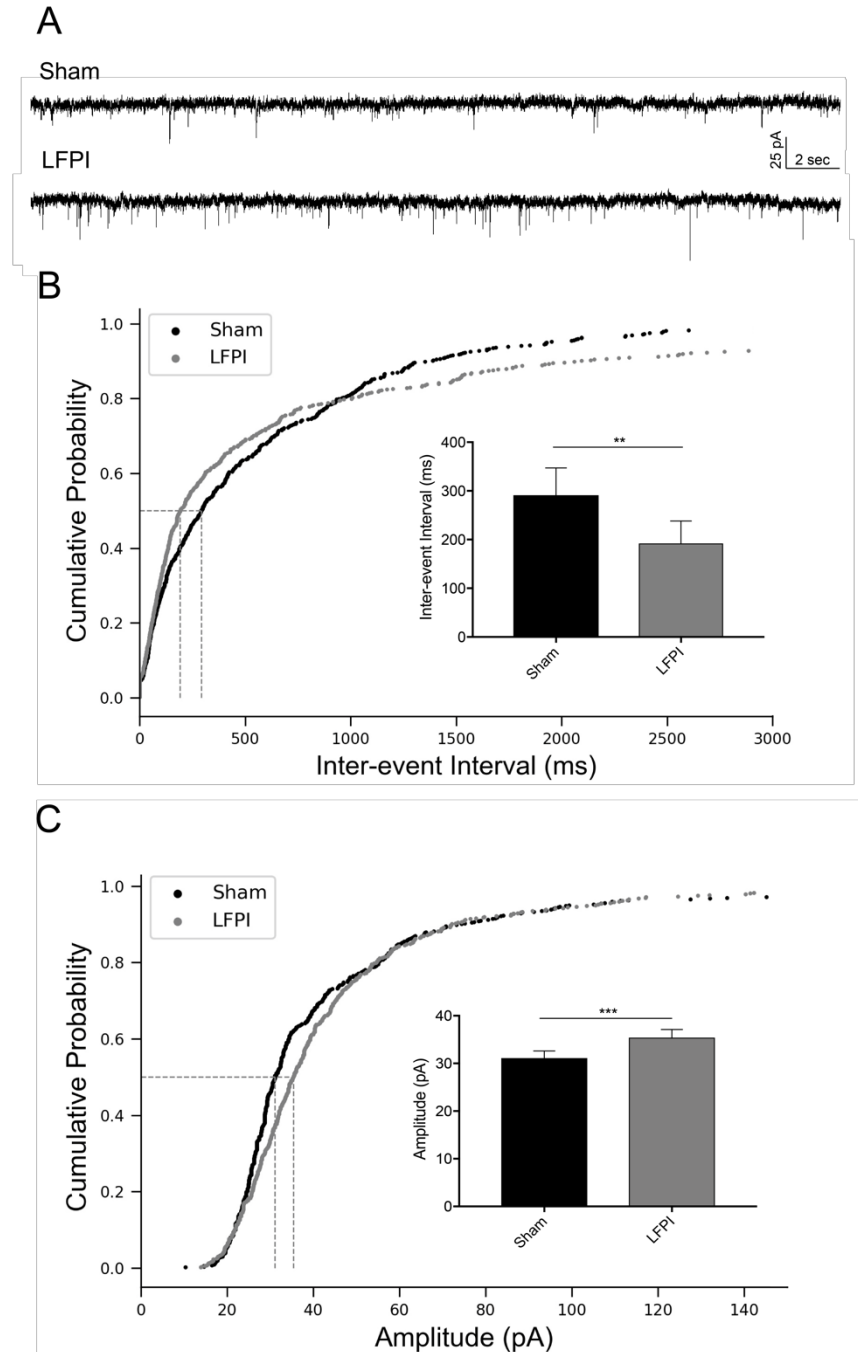 A
Sham
25 pA
2 sec
LFPI
B
Sham
LFPI
Cumulative Probability
1.0
0.8
0.6
0.4
0.2
0.0
0 500 1000 1500 2000 2500 3000
Inter-event Interval (ms)
Inter-event Interval (ms)
400
300
200
100
0
**
Sham LFPI
C
Sham
LFPI
Cumulative Probability
1.0
0.8
0.6
0.4
0.2
0.0
0 20 40 60 80 100 120 140
Amplitude (pA)
Amplitude (pA)
40
30
20
10
0
***
Sham LFPI